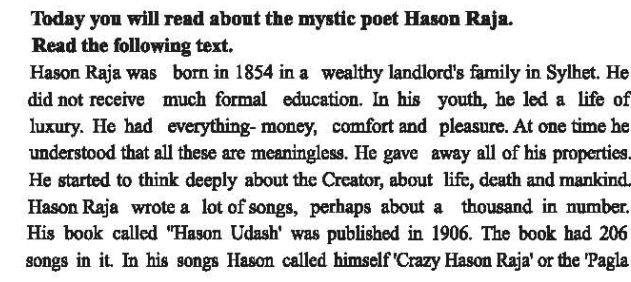 Today you will read about the mystic poet Hason Raja.
Read the following text.
Hason Raja was born in 1854 in a wealthy landlord's family in Sylhet. He
did not receive much formal education. In his youth, he led a life of
luxury. He had everything- money, comfort and pleasure. At one time he
understood that all these are meaningless. He gave away all of his properties.
He started to think deeply about the Creator, about life, death and mankind.
Hason Raja wrote a lot of songs, perhaps about a thousand in number.
His book called "Hason Udash' was published in 1906. The book had 206
songs in it. In his songs Hason called himself 'Crazy Hason Raja' or the 'Pagla